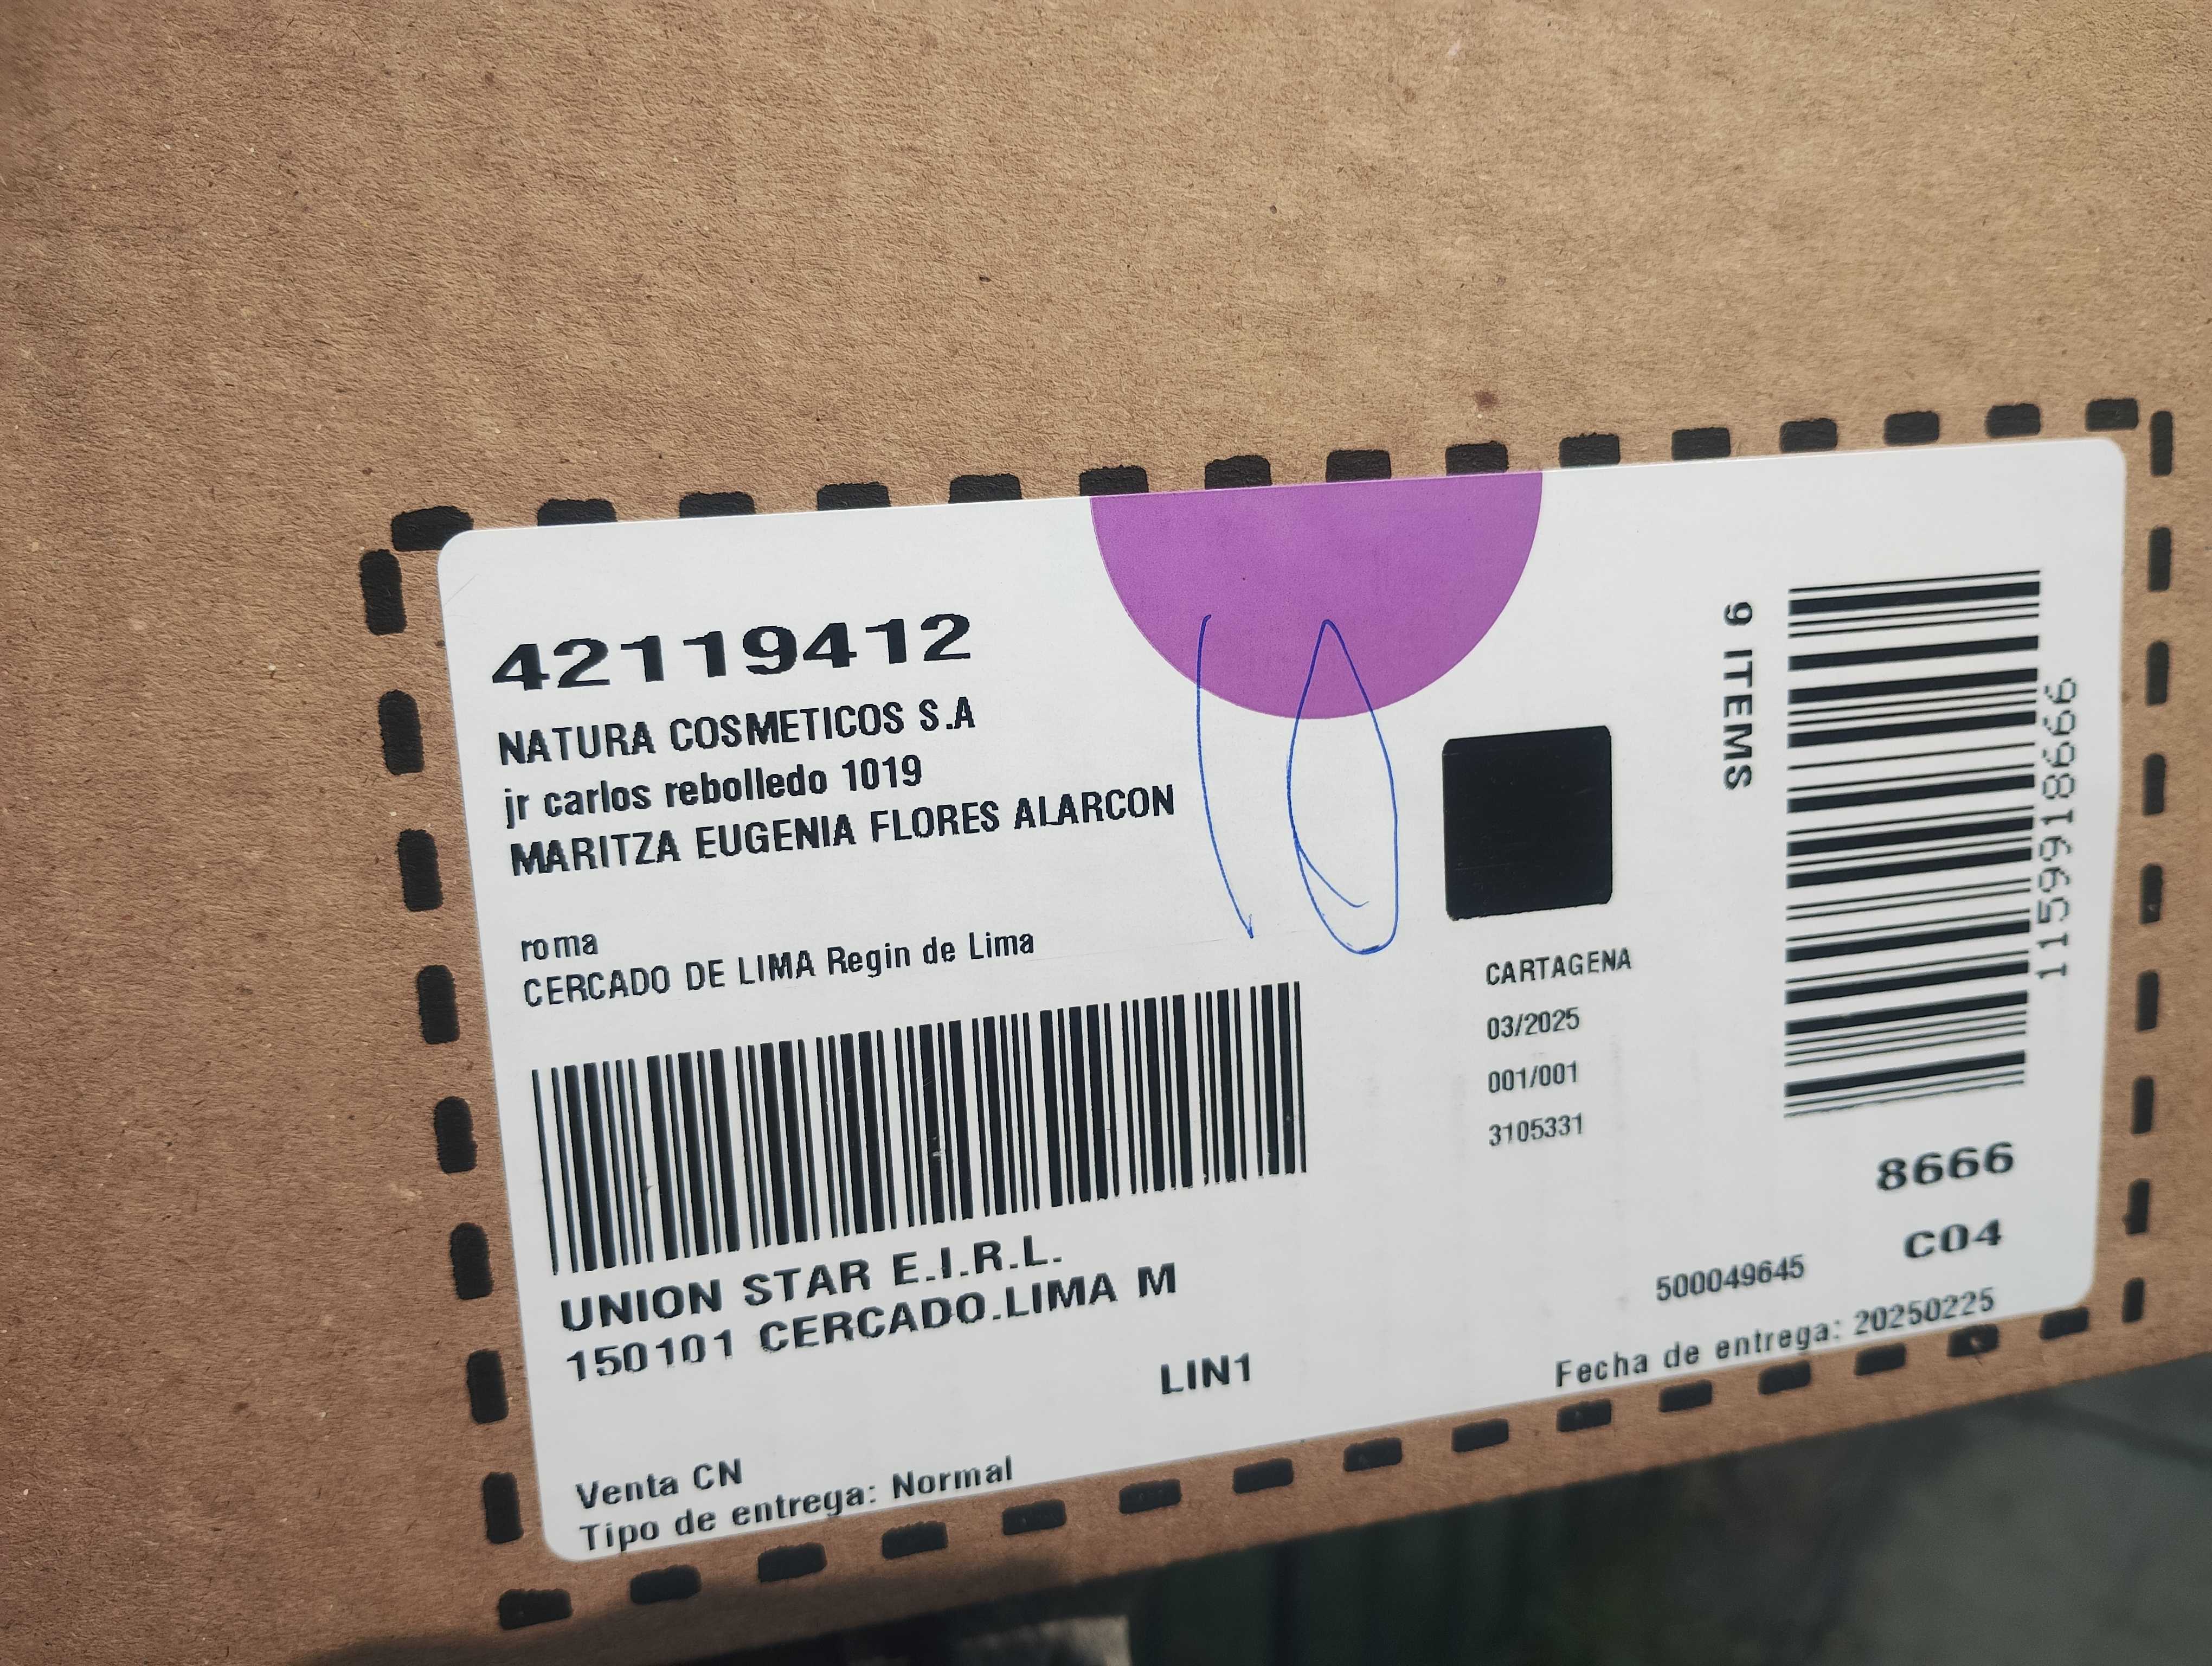 42119412
NATURA COSMETICOS S.A
jr carlos rebolledo 1019
MARITZA EUGENIA FLORES ALARCON
roma
CERCADO DE LIMA Regin de Lima
UNION STAR E.I.R.L.
150101 CERCADO.LIMA M
LIN1
Venta CN
Tipo de entrega: Normal
10
CARTAGENA
03/2025
001/001
3105331
9 ITEMS
1159918666
8666
C04
500049645
Fecha de entrega: 20250225